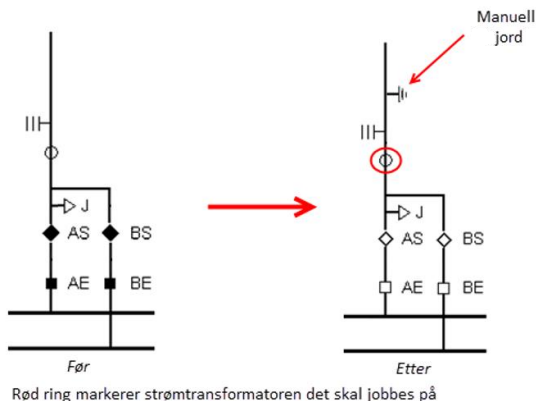 Manuell
jord
J
AS BS
AE BE
Før
J
AS BS
AE BE
Etter
Rød ring markerer strømtransformatoren det skal jobbes på